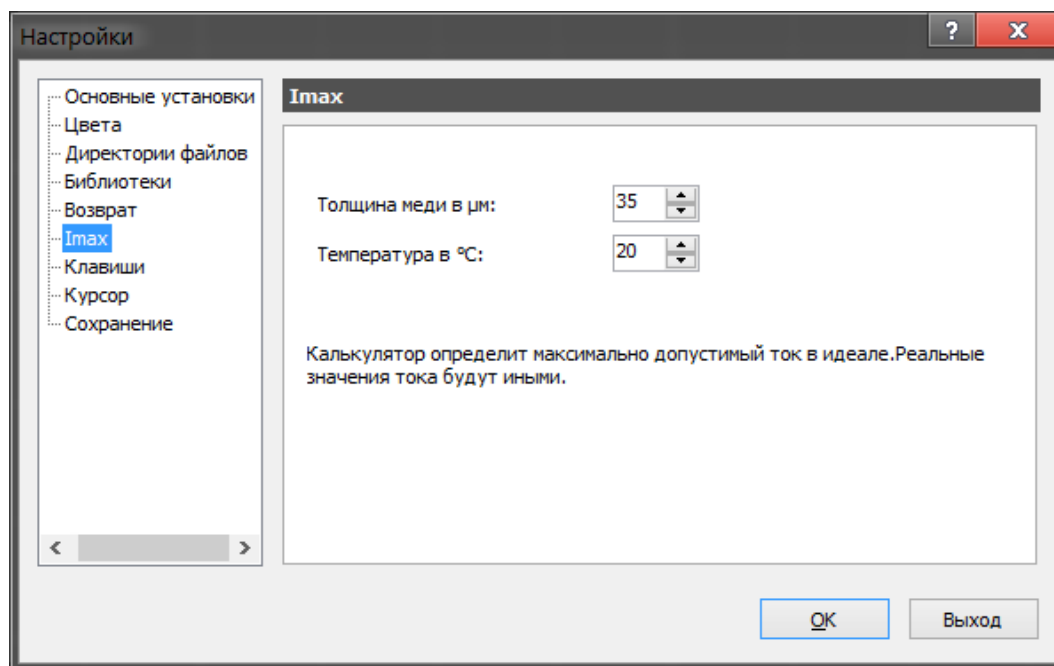 Настройки
?
x
Основные установки
Цвета
Директории файлов
Библиотеки
Возврат
Imax
Клавиши
Курсор
Сохранение
Imax
Толщина меди в µм:
35
Температура в °C:
20
Калькулятор определит максимально допустимый ток в идеале.Реальные
значения тока будут иными.
OK
Выход